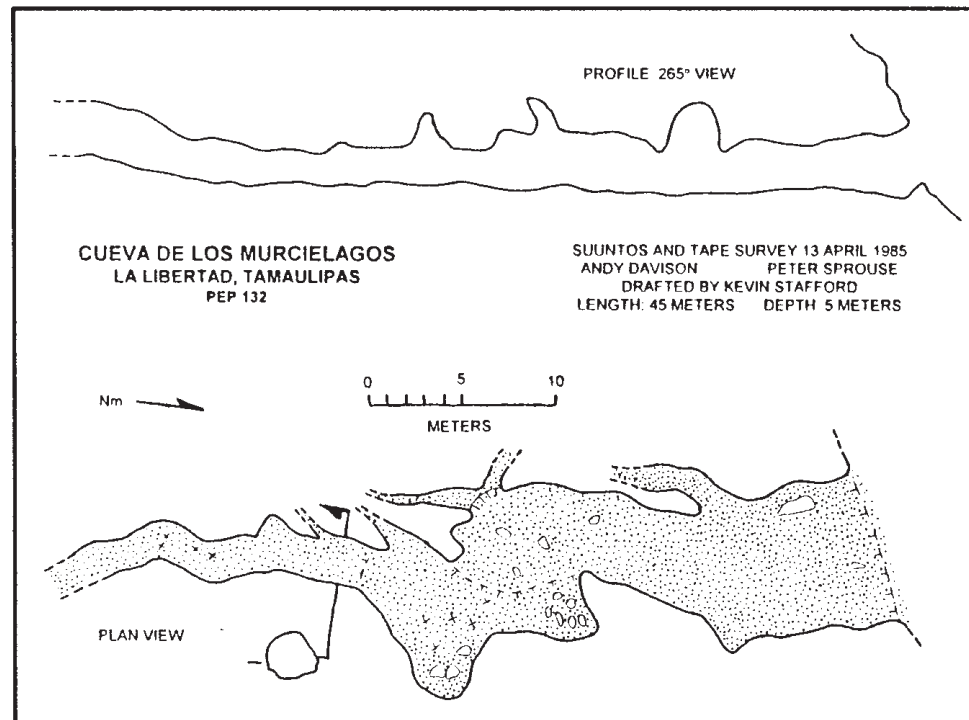 PROFILE 265° VIEW
CUEVA DE LOS MURCIELAGOS
LA LIBERTAD, TAMAULIPAS
PEP 132
SUUNTOS AND TAPE SURVEY 13 APRIL 1985
ANDY DAVISON PETER SPROUSE
DRAFTED BY KEVIN STAFFORD
LENGTH: 45 METERS DEPTH 5 METERS
Nm
0 5 10
METERS
PLAN VIEW